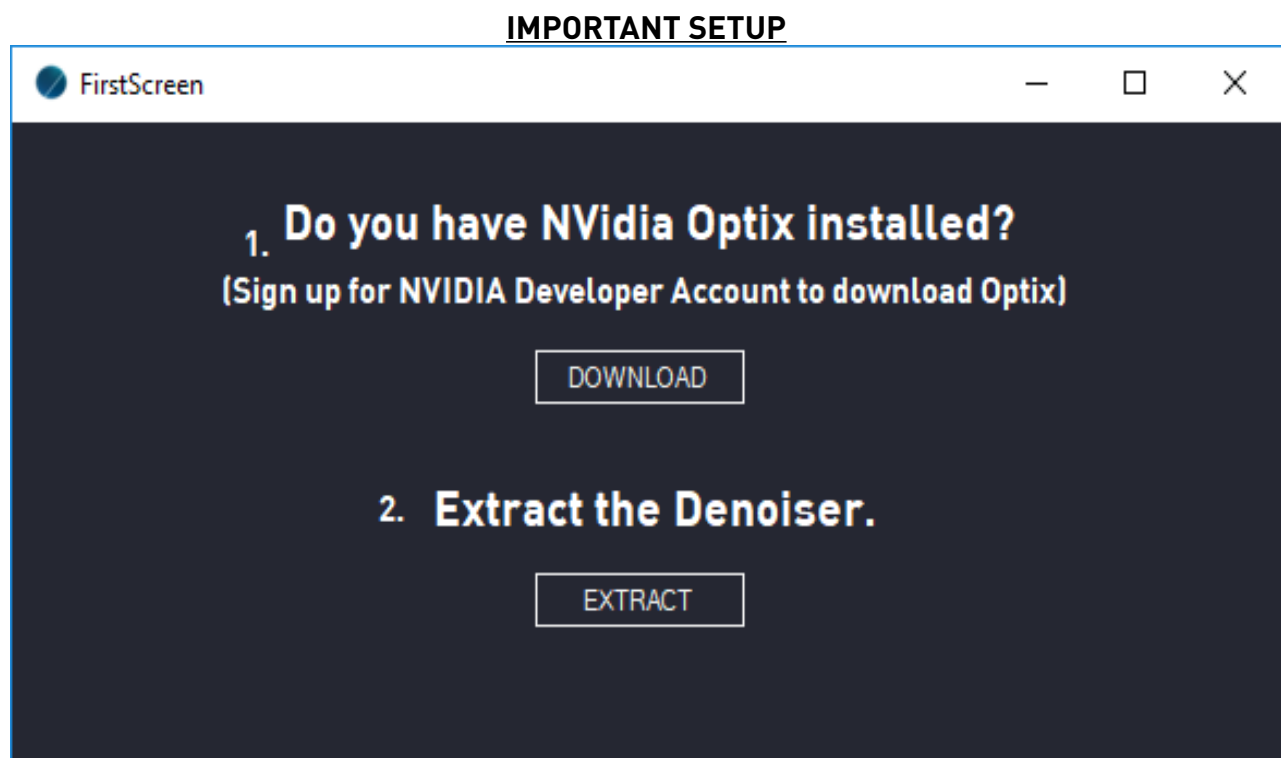 IMPORTANT SETUP
FirstScreen
1. Do you have NVidia Optix installed?
(Sign up for NVIDIA Developer Account to download Optix)
DOWNLOAD
2. Extract the Denoiser.
EXTRACT